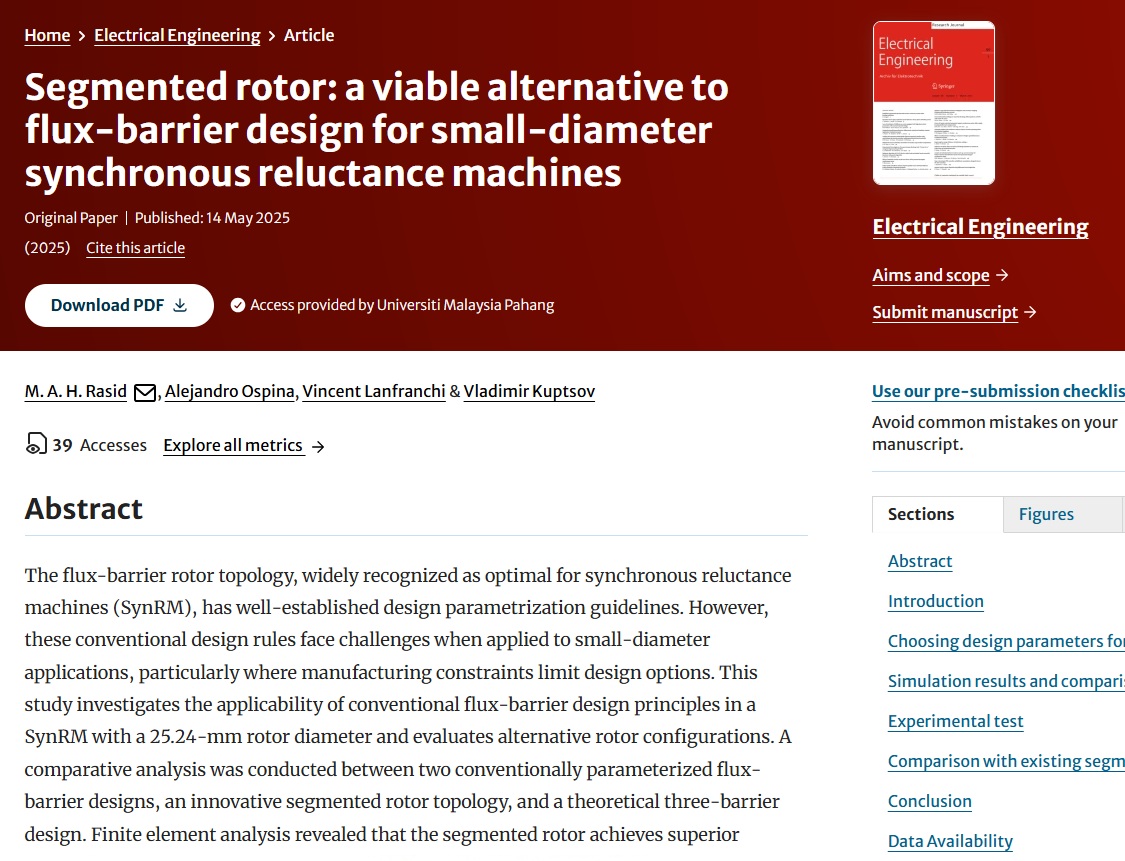 Home > Electrical Engineering > Article
Segmented rotor: a viable alternative to
flux-barrier design for small-diameter
synchronous reluctance machines
Original Paper | Published: 14 May 2025
(2025) Cite this article
Download PDF
Access provided by Universiti Malaysia Pahang
Research Journal
Electrical
Engineering
Archiv für Elektrotechnik
Springer
Electrical Engineering
Aims and scope →
Submit manuscript →
M. A. H. Rasid, Alejandro Ospina, Vincent Lanfranchi & Vladimir Kuptsov
39 Accesses Explore all metrics →
Abstract
The flux-barrier rotor topology, widely recognized as optimal for synchronous reluctance
machines (SynRM), has well-established design parametrization guidelines. However,
these conventional design rules face challenges when applied to small-diameter
applications, particularly where manufacturing constraints limit design options. This
study investigates the applicability of conventional flux-barrier design principles in a
SynRM with a 25.24-mm rotor diameter and evaluates alternative rotor configurations. A
comparative analysis was conducted between two conventionally parameterized flux-
barrier designs, an innovative segmented rotor topology, and a theoretical three-barrier
design. Finite element analysis revealed that the segmented rotor achieves superior
Use our pre-submission checklis
Avoid common mistakes on your
manuscript.
Sections
Figures
Abstract
Introduction
Choosing design parameters for
Simulation results and compari
Experimental test
Comparison with existing segm
Conclusion
Data Availability